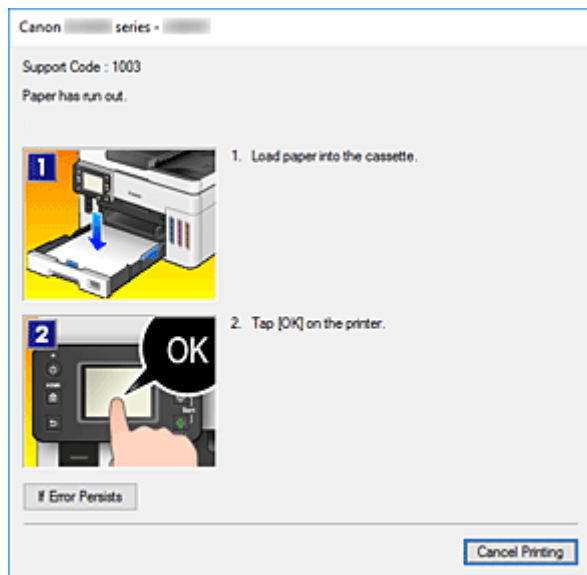 Canon series -
Support Code : 1003
Paper has run out.
1
1. Load paper into the cassette.
2
OK
2. Tap [OK] on the printer.
If Error Persists
Cancel Printing